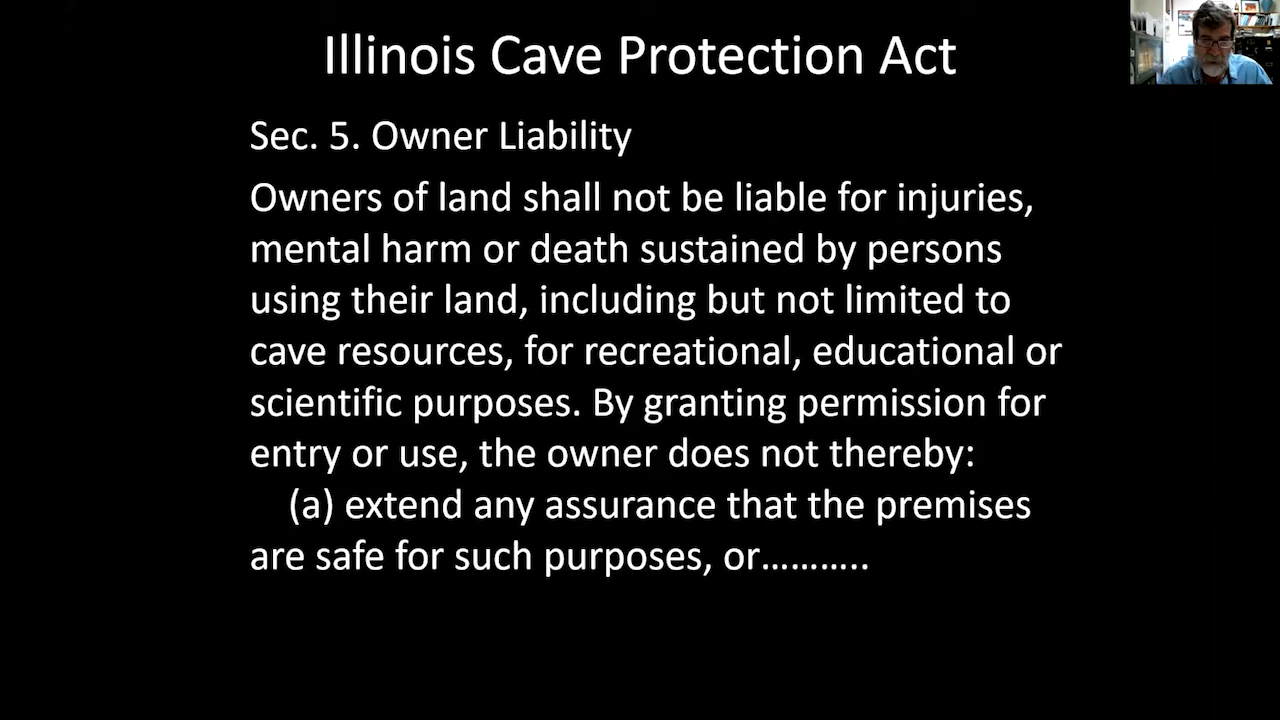 Illinois Cave Protection Act
Sec. 5. Owner Liability
Owners of land shall not be liable for injuries,
mental harm or death sustained by persons
using their land, including but not limited to
cave resources, for recreational, educational or
scientific purposes. By granting permission for
entry or use, the owner does not thereby:
(a) extend any assurance that the premises
are safe for such purposes, or………..